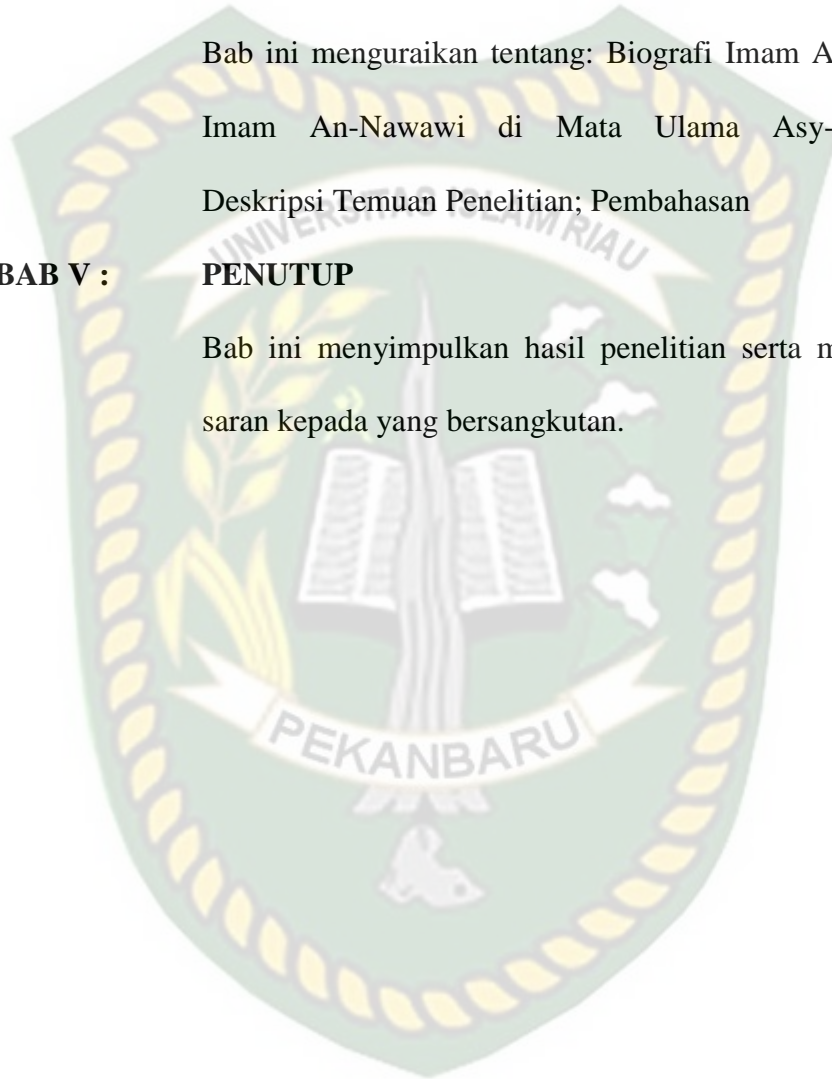 Bab ini menguraikan tentang: Biografi Imam A
Imam An-Nawawi di Mata Ulama Asy-
Deskripsi Temuan Penelitian; Pembahasan
UNIVERSITAS ISLAM RIAU
BAB V : PENUTUP
Bab ini menyimpulkan hasil penelitian serta m
saran kepada yang bersangkutan.
PEKANBARU